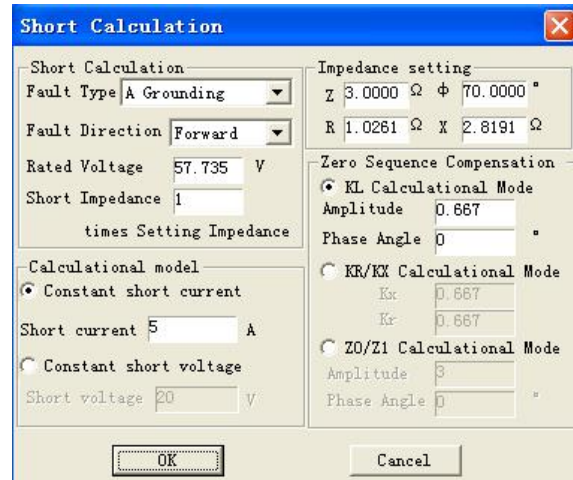 Short Calculation
Short Calculation
Fault Type A Grounding
Fault Direction Forward
Rated Voltage 57.735 V
Short Impedance 1
times Setting Impedance
Calculational model
Constant short current
Short current 5 A
Constant short voltage
Short voltage 20 V
Impedance setting
Z 3.0000 Ω ф 70.0000 °
R 1.0261 Ω X 2.8191 Ω
Zero Sequence Compensation
KL Calculational Mode
Amplitude 0.667
Phase Angle 0 °
KR/KX Calculational Mode
Kx 0.667
Kr 0.667
Z0/Z1 Calculational Mode
Amplitude 3
Phase Angle 0 °
OK
Cancel